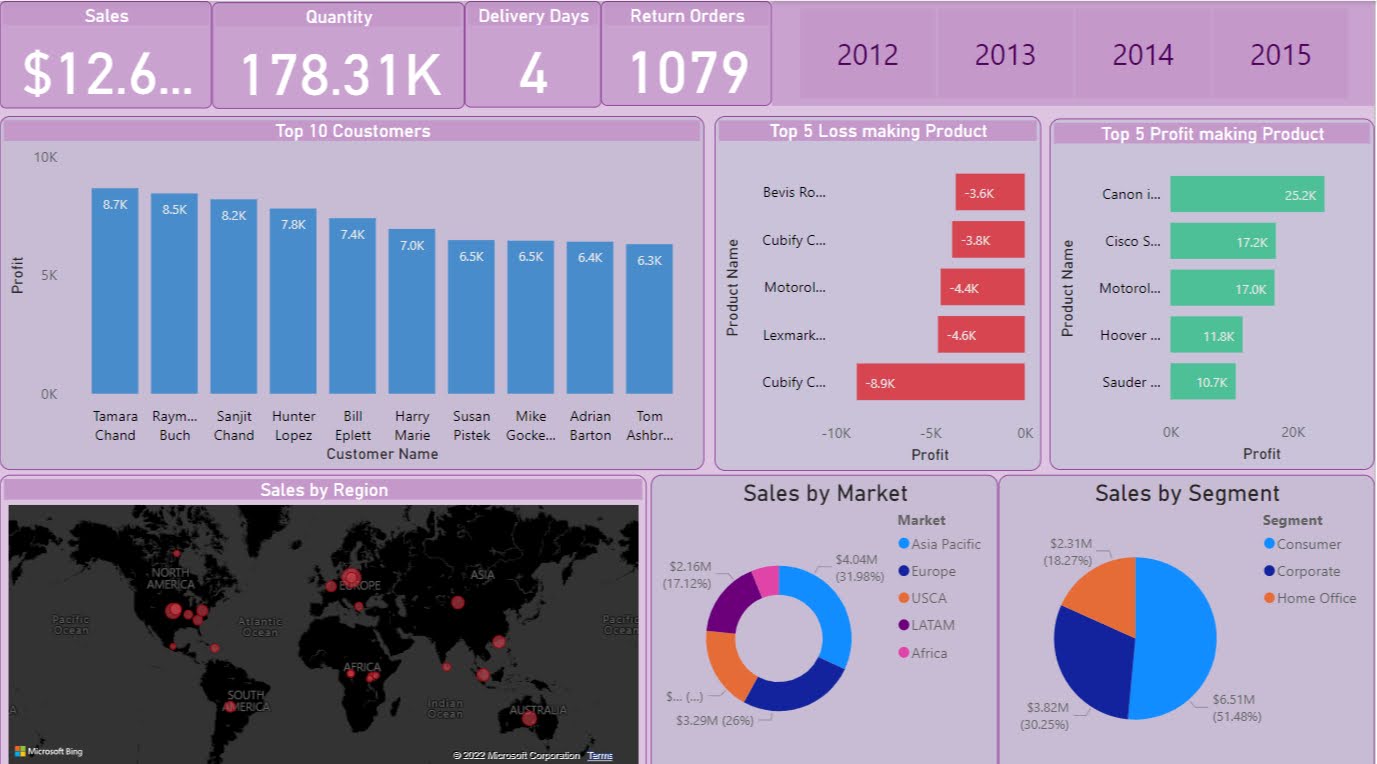 Sales
$12.6...
Quantity
178.31K
Delivery Days
4
Return Orders
1079
2012
2013
2014
2015
Top 10 Coustomers
Profit
10K
5K
0K
8.7K
8.5K
8.2K
7.8K
7.4K
7.0K
6.5K
6.5K
6.4K
6.3K
Tamara
Chand
Raym...
Buch
Sanjit
Chand
Hunter
Lopez
Bill
Eplett
Harry
Marie
Susan
Pistek
Mike
Gocke...
Adrian
Barton
Tom
Ashbr...
Customer Name
Top 5 Loss making Product
Product Name
Bevis Ro...
-3.6K
Cubify C...
-3.8K
Motorol...
-4.4K
Lexmark...
-4.6K
Cubify C...
-8.9K
-10K
-5K
0K
Profit
Top 5 Profit making Product
Product Name
Canon i...
25.2K
Cisco S...
17.2K
Motorol...
17.0K
Hoover ...
11.8K
Sauder ...
10.7K
0K
20K
Profit
Sales by Region
NORTH
AMERICA
EUROPE
ASIA
Pacific
Ocean
Atlantic
Ocean
Pacific
Ocean
AFRICA
SOUTH
AMERICA
Indian
Ocean
AUSTRALIA
A
Microsoft Bing
© 2022 Microsoft Corporation
Terms
Sales by Market
Market
Asia Pacific
Europe
USCA
LATAM
Africa
$4.04M
(31.98%)
$3.29M (26%)
$... (...)
$2.16M
(17.12%)
Sales by Segment
Segment
Consumer
Corporate
Home Office
$2.31M
(18.27%)
$6.51M
(51.48%)
$3.82M
(30.25%)